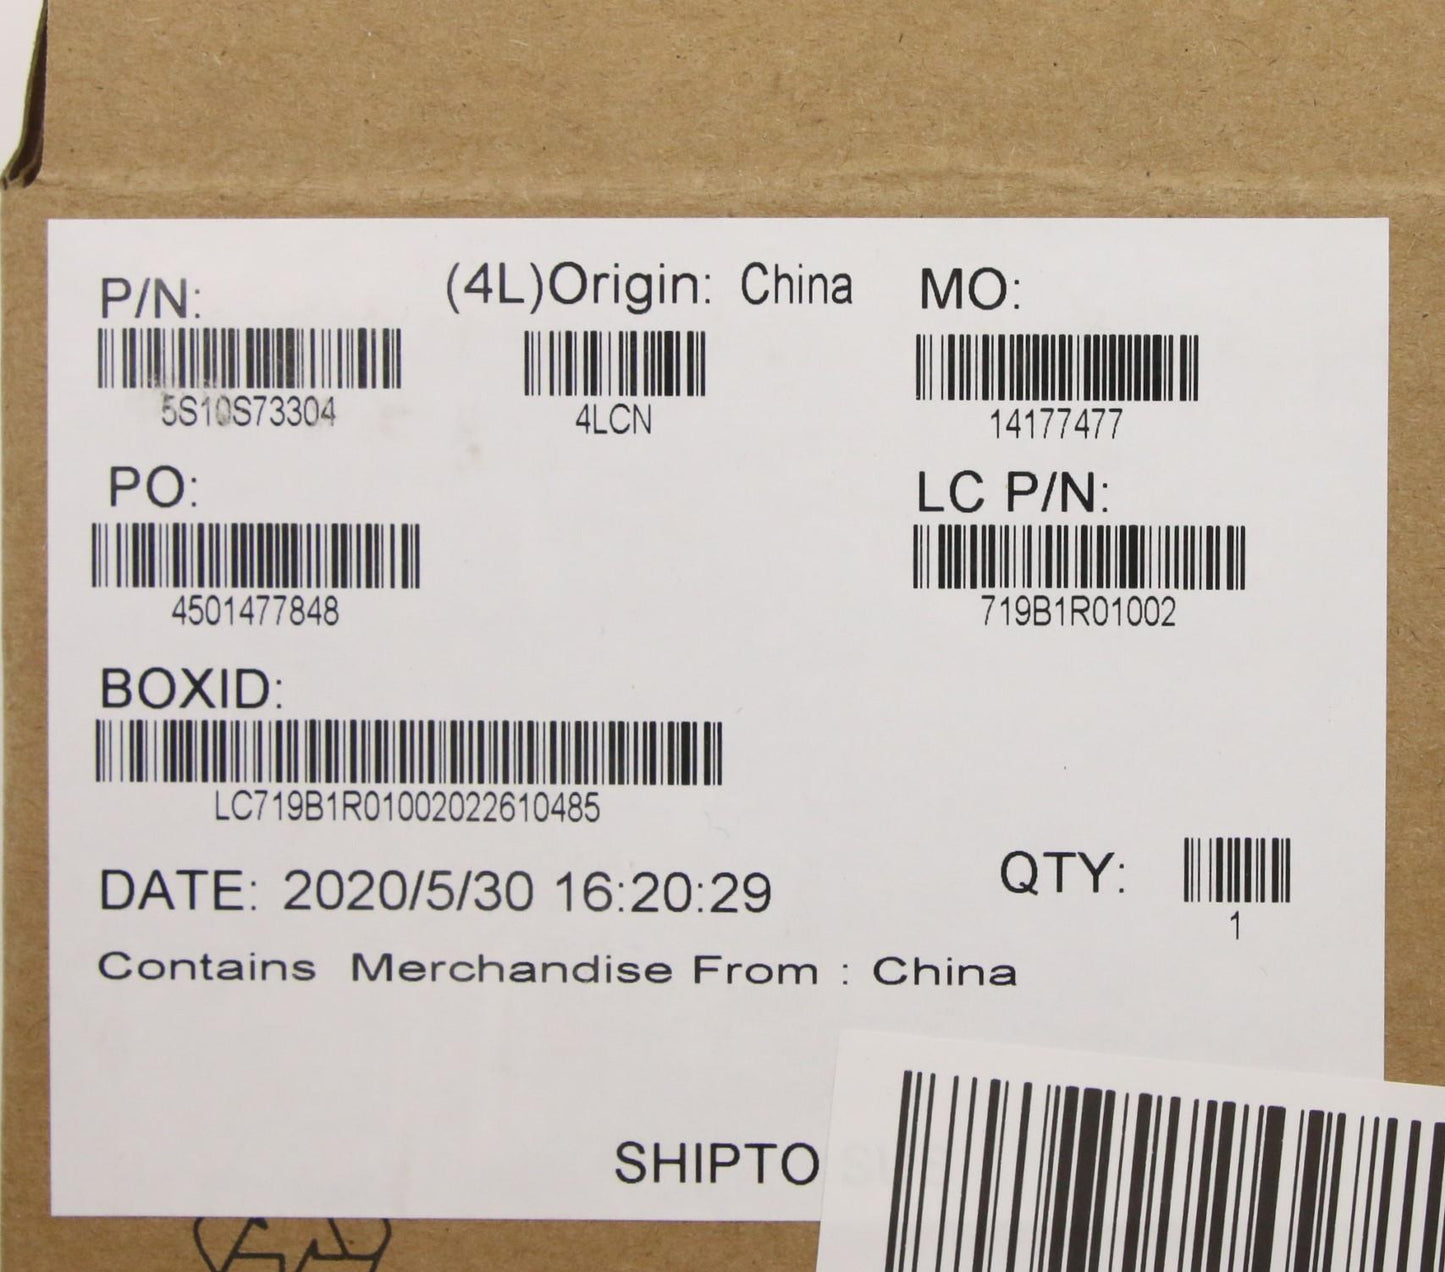 P/N: (4L)Origin: China MO:
5S10S73304 4LCN 14177477
PO: LC P/N:
4501477848 719B1R01002
BOXID:
LC719B1R01002022610485
DATE: 2020/5/30 16:20:29 QTY:
1
Contains Merchandise From : China
SHIPTO